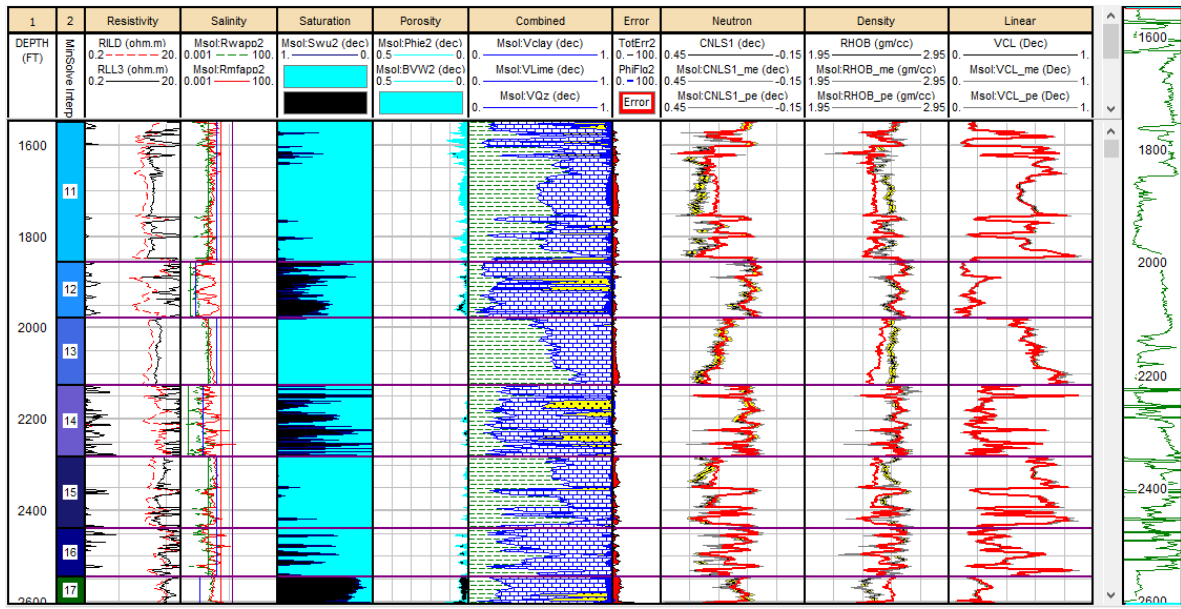 1 2 Resistivity Salinity Saturation Porosity Combined Error Neutron Density Linear
DEPTH (FT)
MinSolve Interp
RILD (ohm.m)
0.2 20.
RLL3 (ohm.m)
0.2 20.
Msol:Rwapp2
0.001 100.
Msol:Rmfapp2
0.001 100.
Msol:Swu2 (dec)
1. 0.
Msol:Phie2 (dec)
0.5 0.
Msol:BVW2 (dec)
0.5 0.
Msol:Vclay (dec)
0. 1.
Msol:VLime (dec)
0. 1.
Msol:VQz (dec)
0. 1.
TotErr2
0. 100.
PhiFlq2
0. 100.
Error
CNLS1 (dec)
0.45 -0.15
Msol:CNLS1_me (dec)
0.45 -0.15
Msol:CNLS1_pe (dec)
0.45 -0.15
RHOB (gm/cc)
1.95 2.95
Msol:RHOB_me (gm/cc)
1.95 2.95
Msol:RHOB_pe (gm/cc)
1.95 2.95
VCL (Dec)
0. 1.
Msol:VCL_me (Dec)
0. 1.
Msol:VCL_pe (Dec)
0. 1.
1600
1800
2000
2200
2400
2600
11
12
13
14
15
16
17
1600
1800
2000
2200
2400
2600